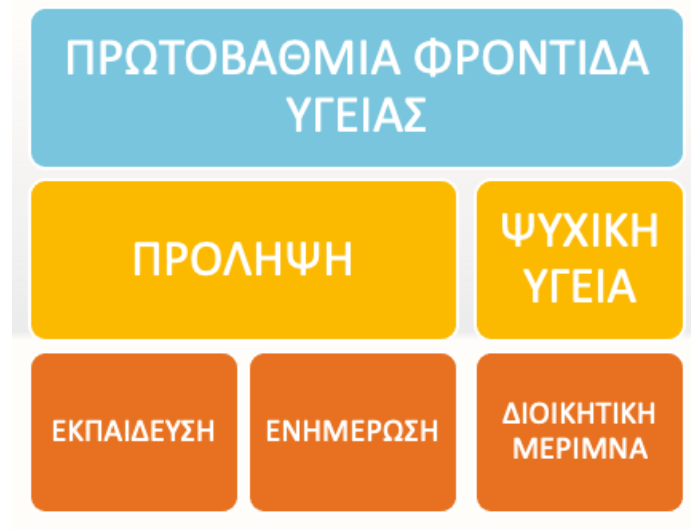 ΠΡΩΤΟΒΑΘΜΙΑ ΦΡΟΝΤΙΔΑ
ΥΓΕΙΑΣ
ΠΡΟΛΗΨΗ
ΨΥΧΙΚΗ
ΥΓΕΙΑ
ΕΚΠΑΙΔΕΥΣΗ
ΕΝΗΜΕΡΩΣΗ
ΔΙΟΙΚΗΤΙΚΗ
ΜΕΡΙΜΝΑ